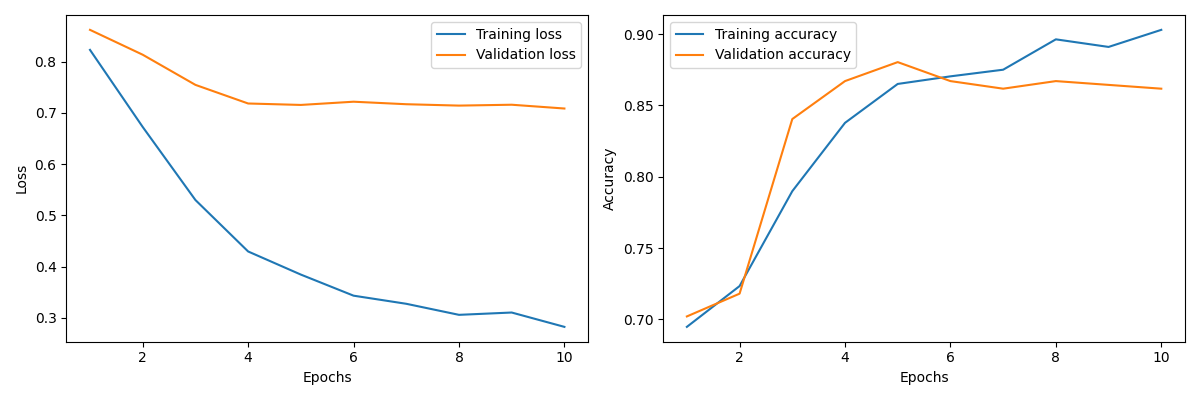 Training loss
Validation loss
0.8
0.7
0.6
0.5
0.4
0.3
Loss
2 4 6 8 10
Epochs
Training accuracy
Validation accuracy
0.90
0.85
0.80
0.75
0.70
Accuracy
2 4 6 8 10
Epochs